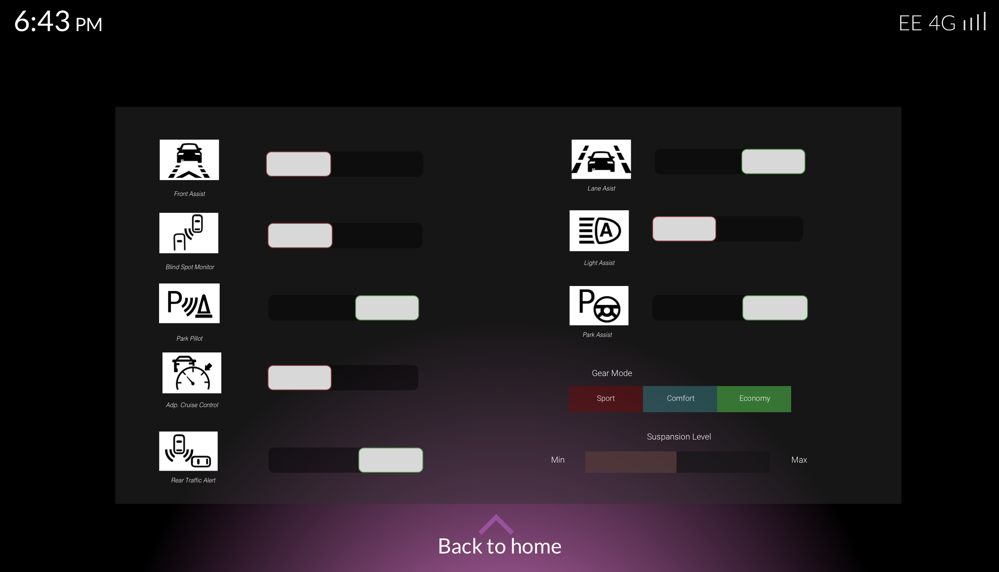 6:43 PM
EE 4G
Front Assist
Lane Asist
Blind Spot Monitor
A
Light Assist
P
Park Pillot
P
Park Assist
Adp. Cruise Control
Gear Mode
Sport Comfort Economy
Rear Traffic Alert
Suspansion Level
Min Max
Back to home